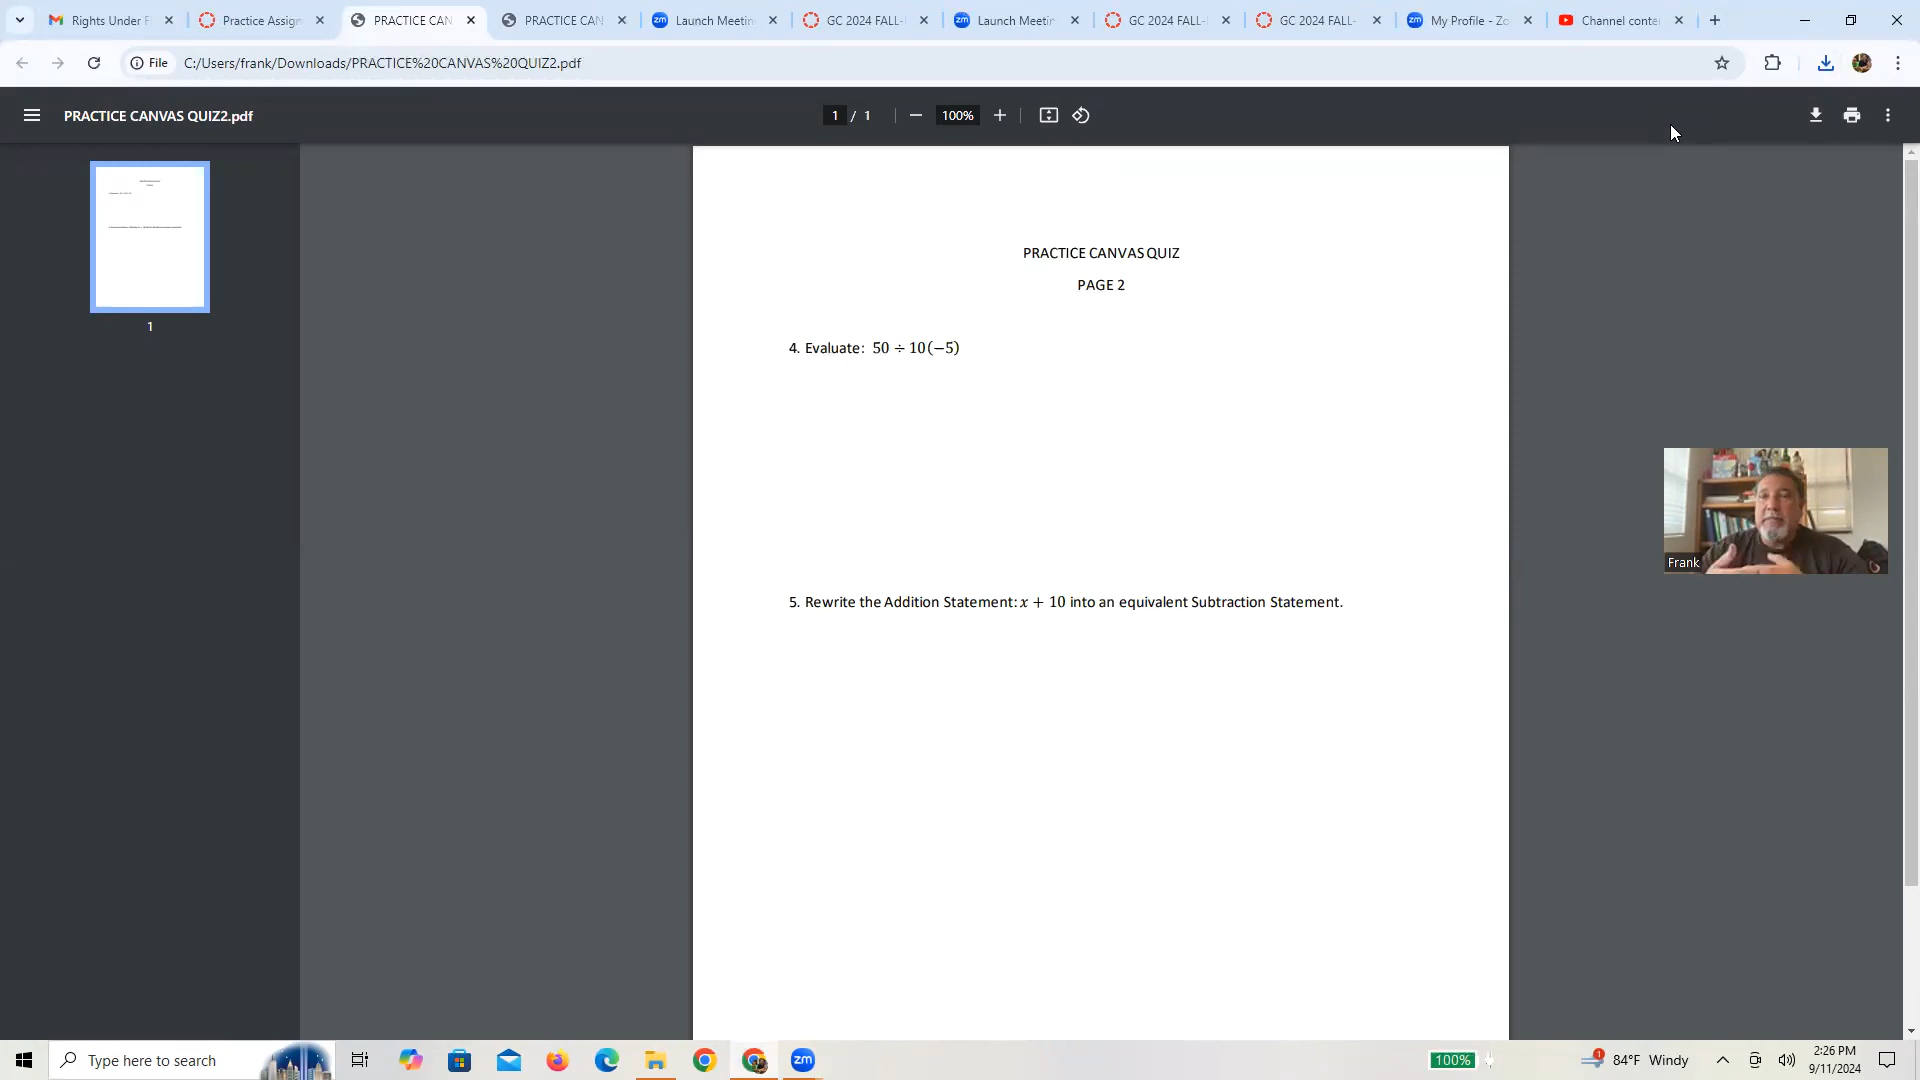 Rights Under F
Practice Assign
PRACTICE CAN
PRACTICE CAN
Launch Meetin
GC 2024 FALL-
Launch Meetin
GC 2024 FALL-
GC 2024 FALL-
My Profile - Zo
Channel conte
File
C:/Users/frank/Downloads/PRACTICE%20CANVAS%20QUIZ2.pdf
PRACTICE CANVAS QUIZ2.pdf
1 / 1
100%
1
PRACTICE CANVAS QUIZ
PAGE 2
4. Evaluate: 50 ÷ 10(−5)
5. Rewrite the Addition Statement: x + 10 into an equivalent Subtraction Statement.
Frank
Type here to search
zm
100%
1
84°F Windy
2:26 PM
9/11/2024